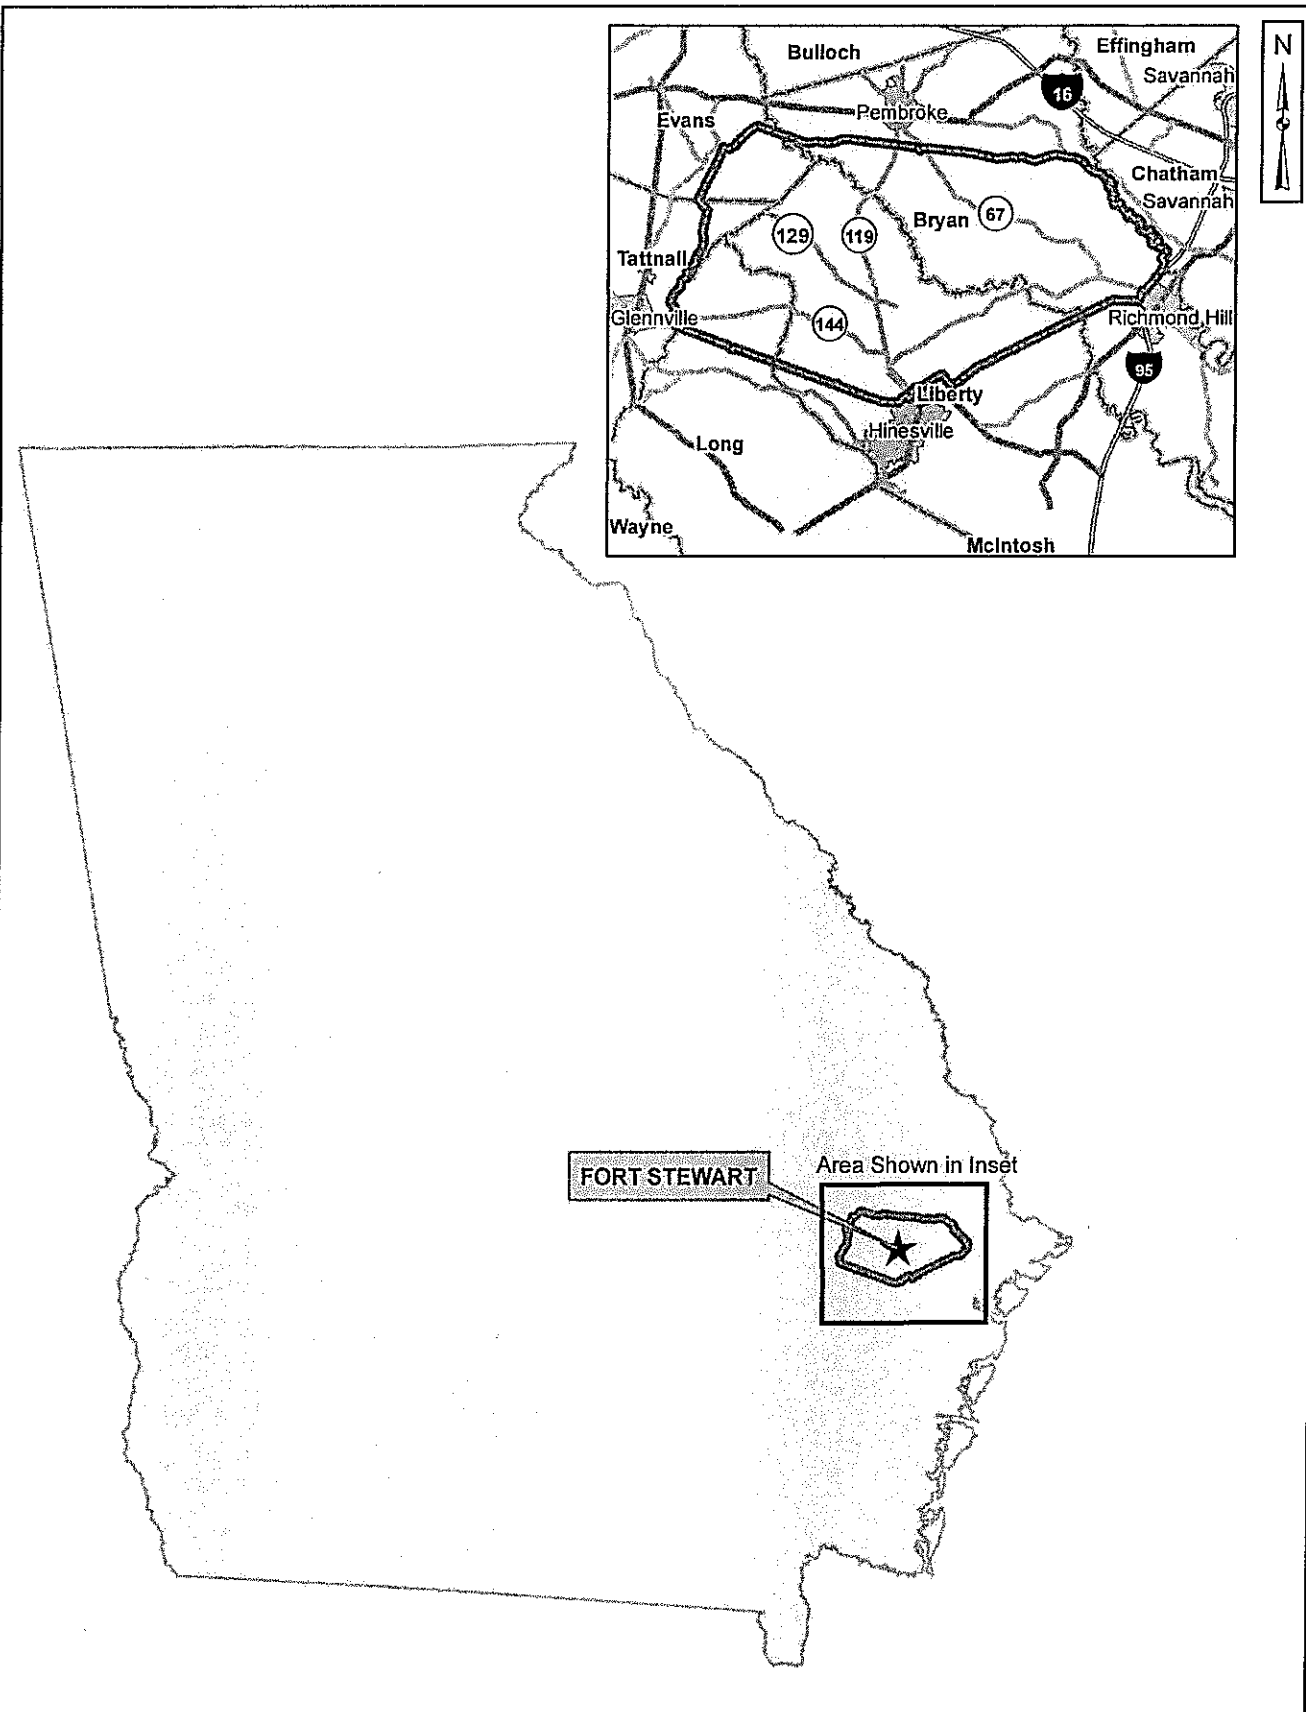 Bulloch
Effingham
N
Savannah
16
Pembroke
Evans
Chatham
Savannah
Bryan
67
129
119
Tattnall
Glennville
144
Richmond Hill
95
Liberty
Hinesville
Long
Wayne
McIntosh
FORT STEWART
Area Shown in Inset